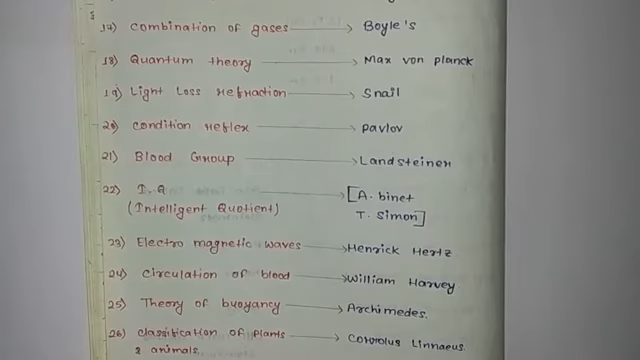 17) Combination of gases → Boyle's
18) Quantum theory → Max von planck
19) Light Loss Refraction → Snail
20) Condition Reflex → Pavlov
21) Blood Group → Landsteiner
22) I.Q → [A. binet
(Intelligent Quotient) T. Simon]
23) Electro magnetic waves → Henrick Hertz
24) Circulation of blood → William Harvey
25) Theory of buoyancy → Archimedes.
26) Classification of plants → Corrolus Linnaeus.
& animals